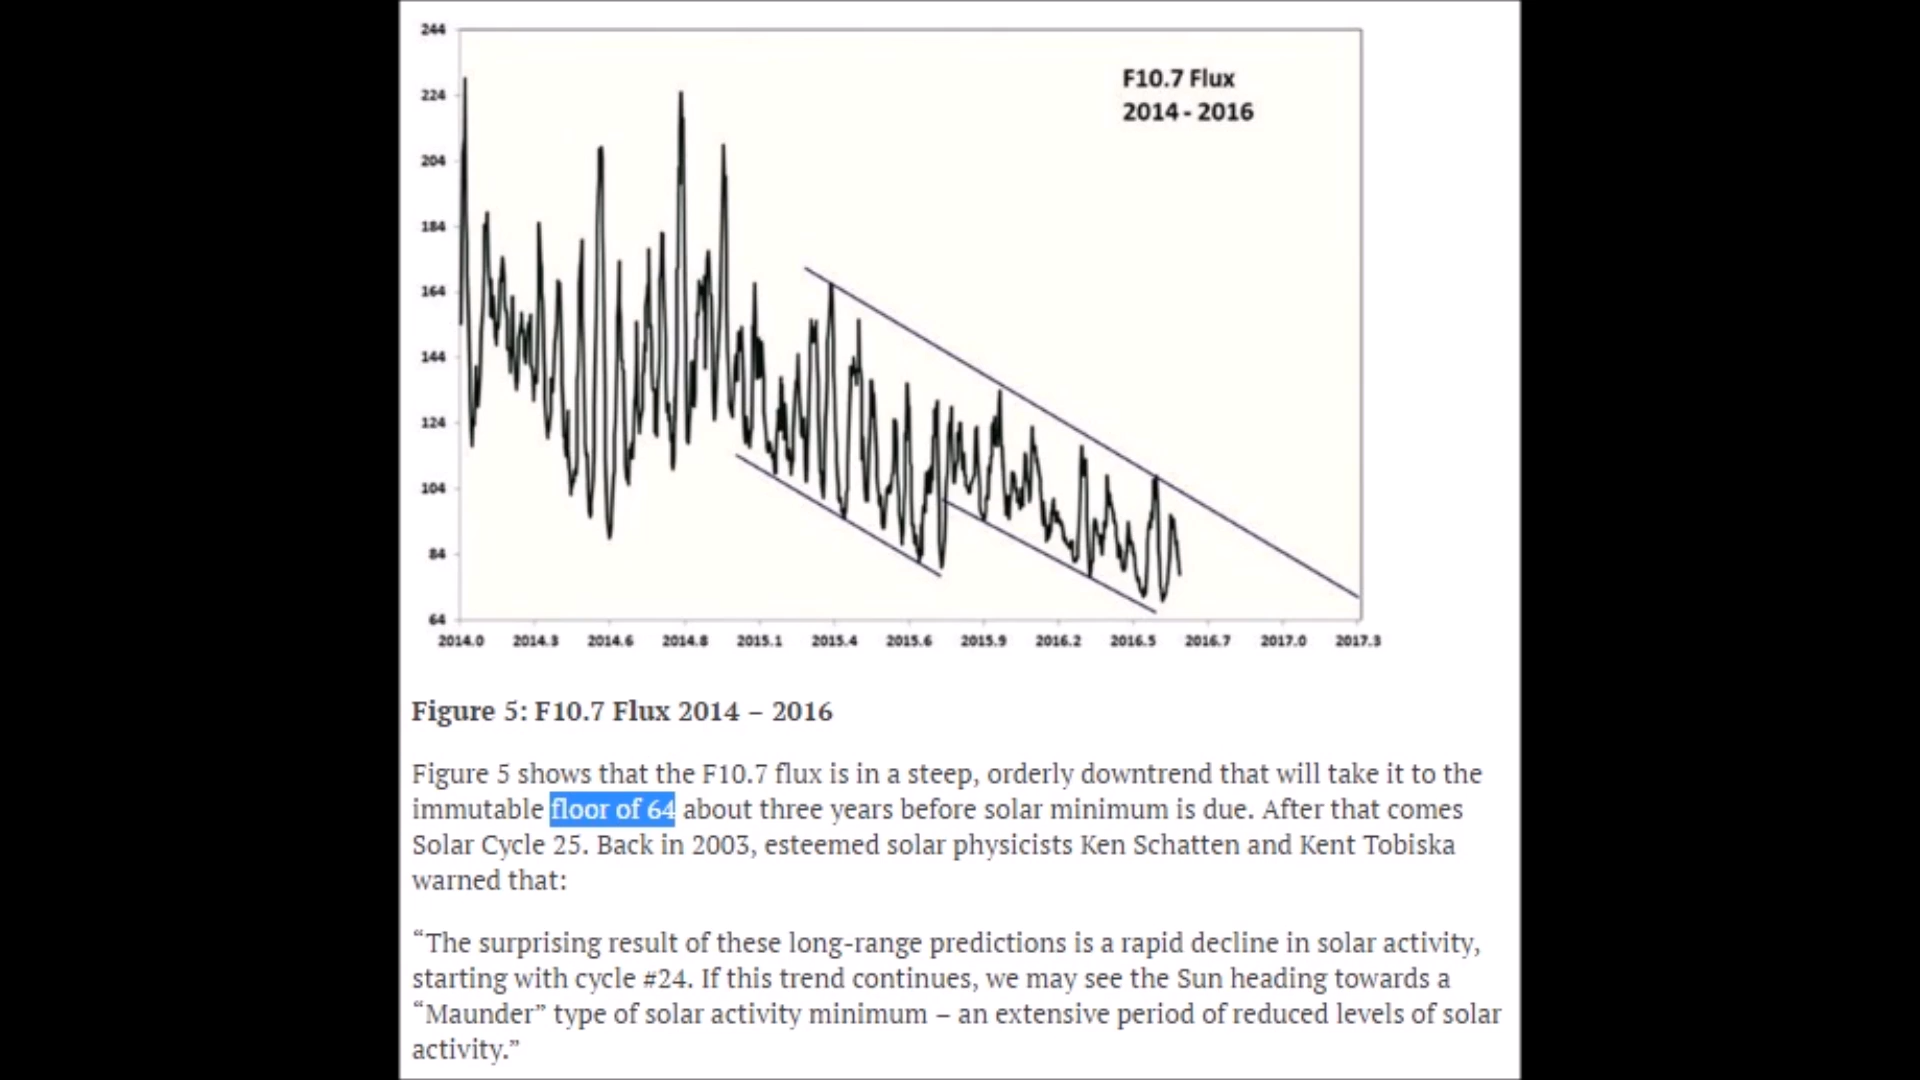 244
F10.7 Flux
2014 - 2016
224
204
184
164
144
124
104
84
64
2014.0 2014.3 2014.6 2014.8 2015.1 2015.4 2015.6 2015.9 2016.2 2016.5 2016.7 2017.0 2017.3
Figure 5: F10.7 Flux 2014 – 2016
Figure 5 shows that the F10.7 flux is in a steep, orderly downtrend that will take it to the
immutable floor of 64 about three years before solar minimum is due. After that comes
Solar Cycle 25. Back in 2003, esteemed solar physicists Ken Schatten and Kent Tobiska
warned that:
“The surprising result of these long-range predictions is a rapid decline in solar activity,
starting with cycle #24. If this trend continues, we may see the Sun heading towards a
“Maunder” type of solar activity minimum – an extensive period of reduced levels of solar
activity.”